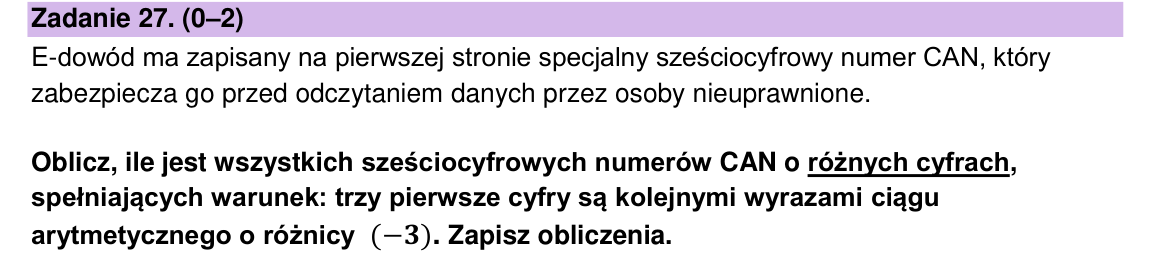 Zadanie 27. (0–2)
E-dowód ma zapisany na pierwszej stronie specjalny sześciocyfrowy numer CAN, który
zabezpiecza go przed odczytaniem danych przez osoby nieuprawnione.
Oblicz, ile jest wszystkich sześciocyfrowych numerów CAN o różnych cyfrach,
spełniających warunek: trzy pierwsze cyfry są kolejnymi wyrazami ciągu
arytmetycznego o różnicy (−3). Zapisz obliczenia.